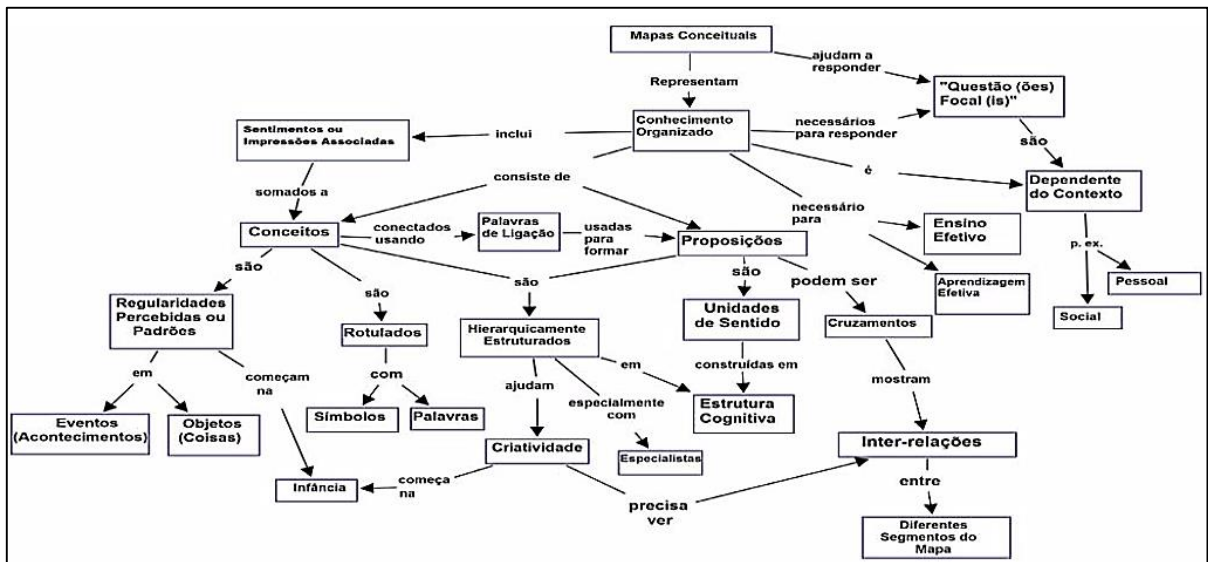 Mapas Conceituais
ajudam a
responder
Representam
"Questão (ões)
Focal (is)"
Sentimentos ou
Impressões Associadas
inclui
Conhecimento
Organizado
necessários
para responder
são
somados a
consiste de
é
Dependente
do Contexto
necessário
para
Conceitos
conectados
usando
Palavras
de Ligação
usadas
para
formar
Proposições
Ensino
Efetivo
p. ex.
são
são
são
são
podem ser
Aprendizagem
Efetiva
Pessoal
Regularidades
Percebidas ou
Padrões
Rotulados
Hierarquicamente
Estruturados
Unidades
de Sentido
Cruzamentos
Social
em
começam
na
com
ajudam
em
construídas em
mostram
especialmente
com
Eventos
(Acontecimentos)
Objetos
(Coisas)
Símbolos
Palavras
Estrutura
Cognitiva
Criatividade
Especialistas
Inter-relações
Infância
começa
na
precisa
ver
entre
Diferentes
Segmentos do
Mapa